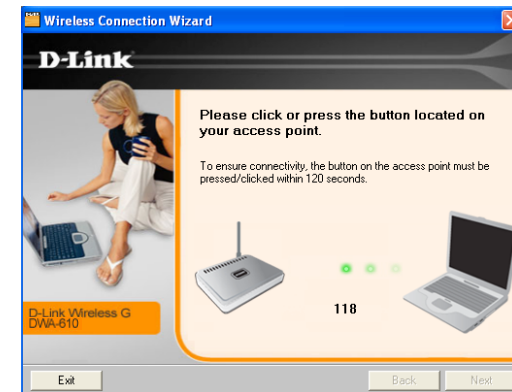 Wireless Connection Wizard
D-Link
Please click or press the button located on
your access point.
To ensure connectivity, the button on the access point must be
pressed/clicked within 120 seconds.
118
D-Link Wireless G
DWA-610
Exit
Back
Next